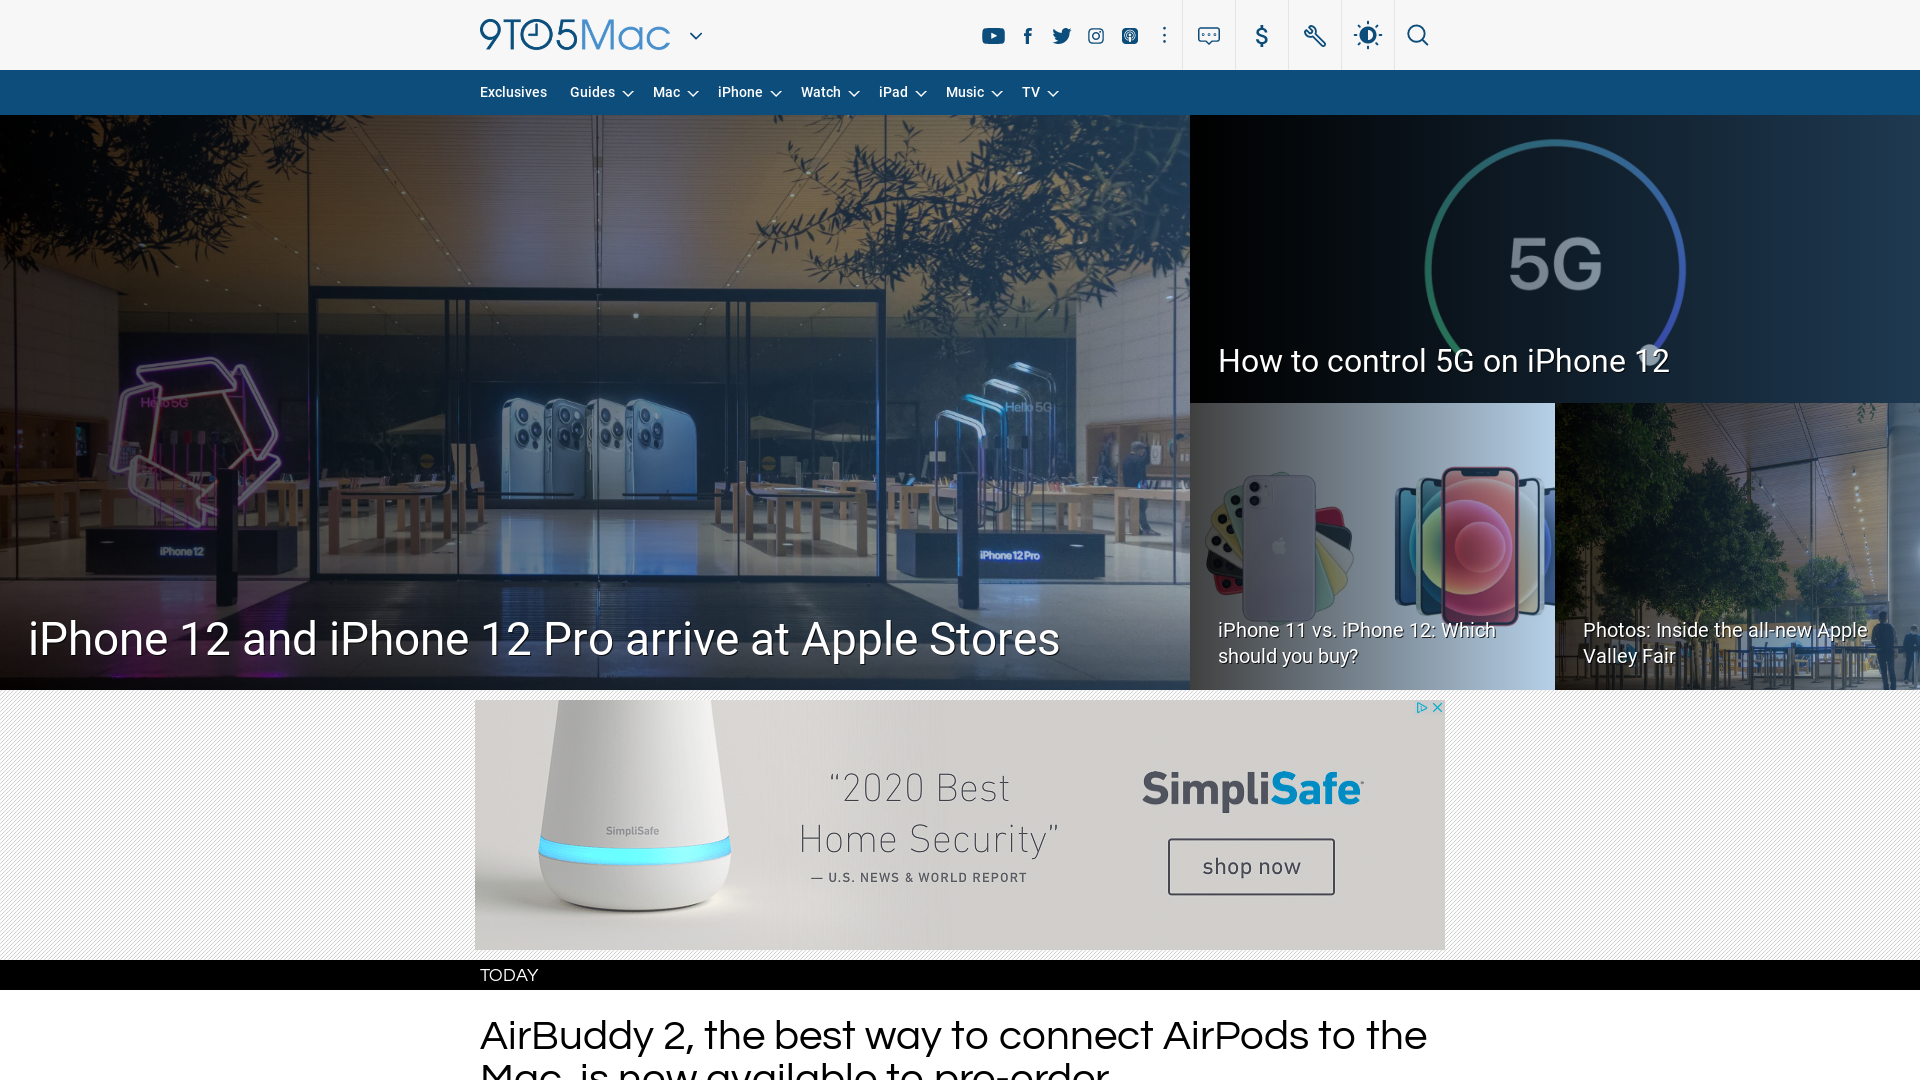 9TO5Mac
$
Exclusives Guides Mac iPhone Watch iPad Music TV
5G
How to control 5G on iPhone 12
Hello 5G
Hello 5G
iPhone 12
iPhone 12 Pro
iPhone 12 and iPhone 12 Pro arrive at Apple Stores
iPhone 11 vs. iPhone 12: Which
should you buy?
Photos: Inside the all-new Apple
Valley Fair
SimpliSafe
“2020 Best
Home Security”
— U.S. NEWS & WORLD REPORT
SimpliSafe
shop now
TODAY
AirBuddy 2, the best way to connect AirPods to the
Mac, is now available to pre-order